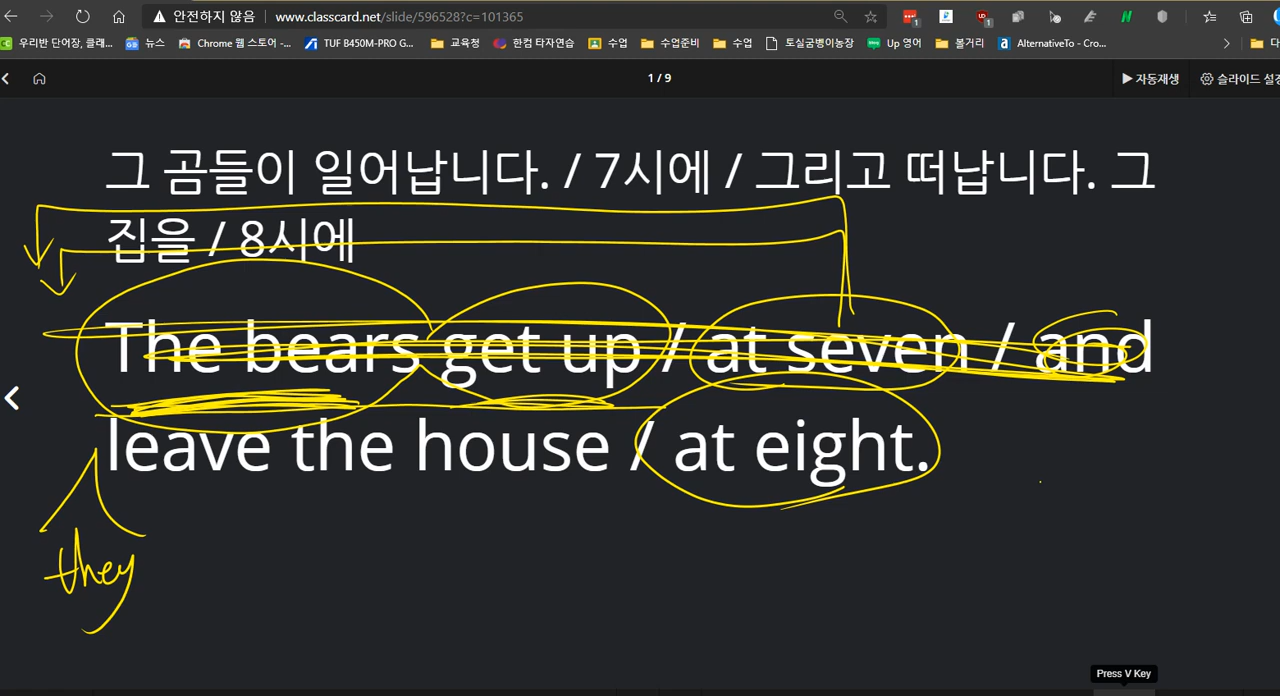 안전하지 않음 www.classcard.net/slide/596528?c=101365
우리반 단어장, 클래... 뉴스 Chrome 웹 스토어 -... TUF B450M-PRO G... 교육청 한컴 타자연습 수업 수업준비 수업 토실굼벵이농장 Up 영어 볼거리 AlternativeTo - Cro...
1 / 9 ▶자동재생 슬라이드 설정
그 곰들이 일어납니다. / 7시에 / 그리고 떠납니다. 그
집을 / 8시에
The bears get up / at seven / and
leave the house / at eight.
they
Press V Key